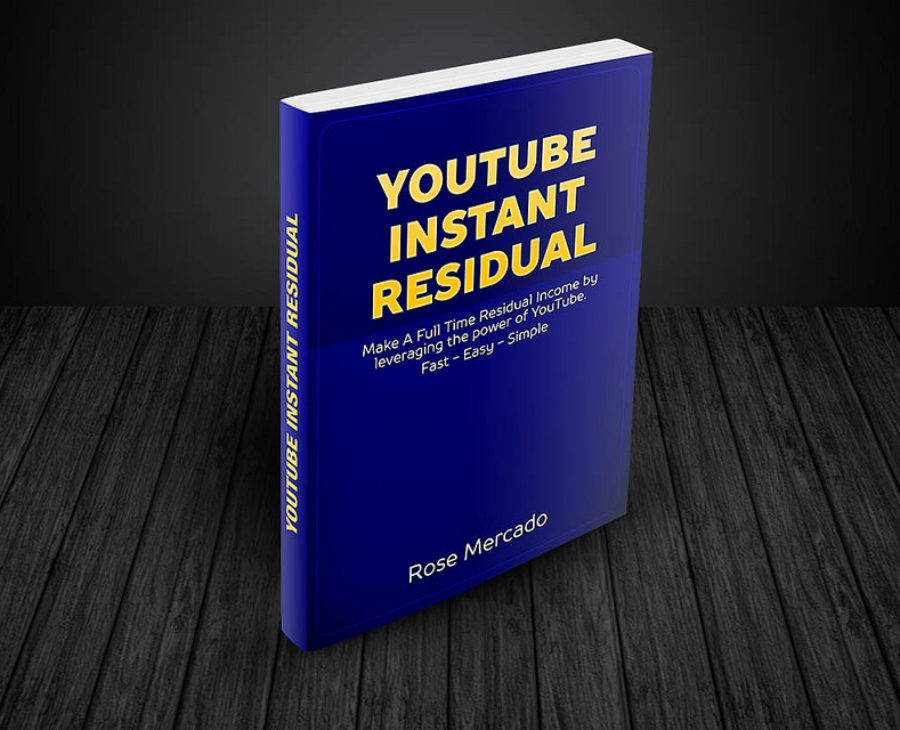 YOUTUBE INSTANT RESIDUAL
YOUTUBE
INSTANT
RESIDUAL
Make A Full Time Residual Income by
leveraging the power of YouTube.
Fast - Easy - Simple
Rose Mercado